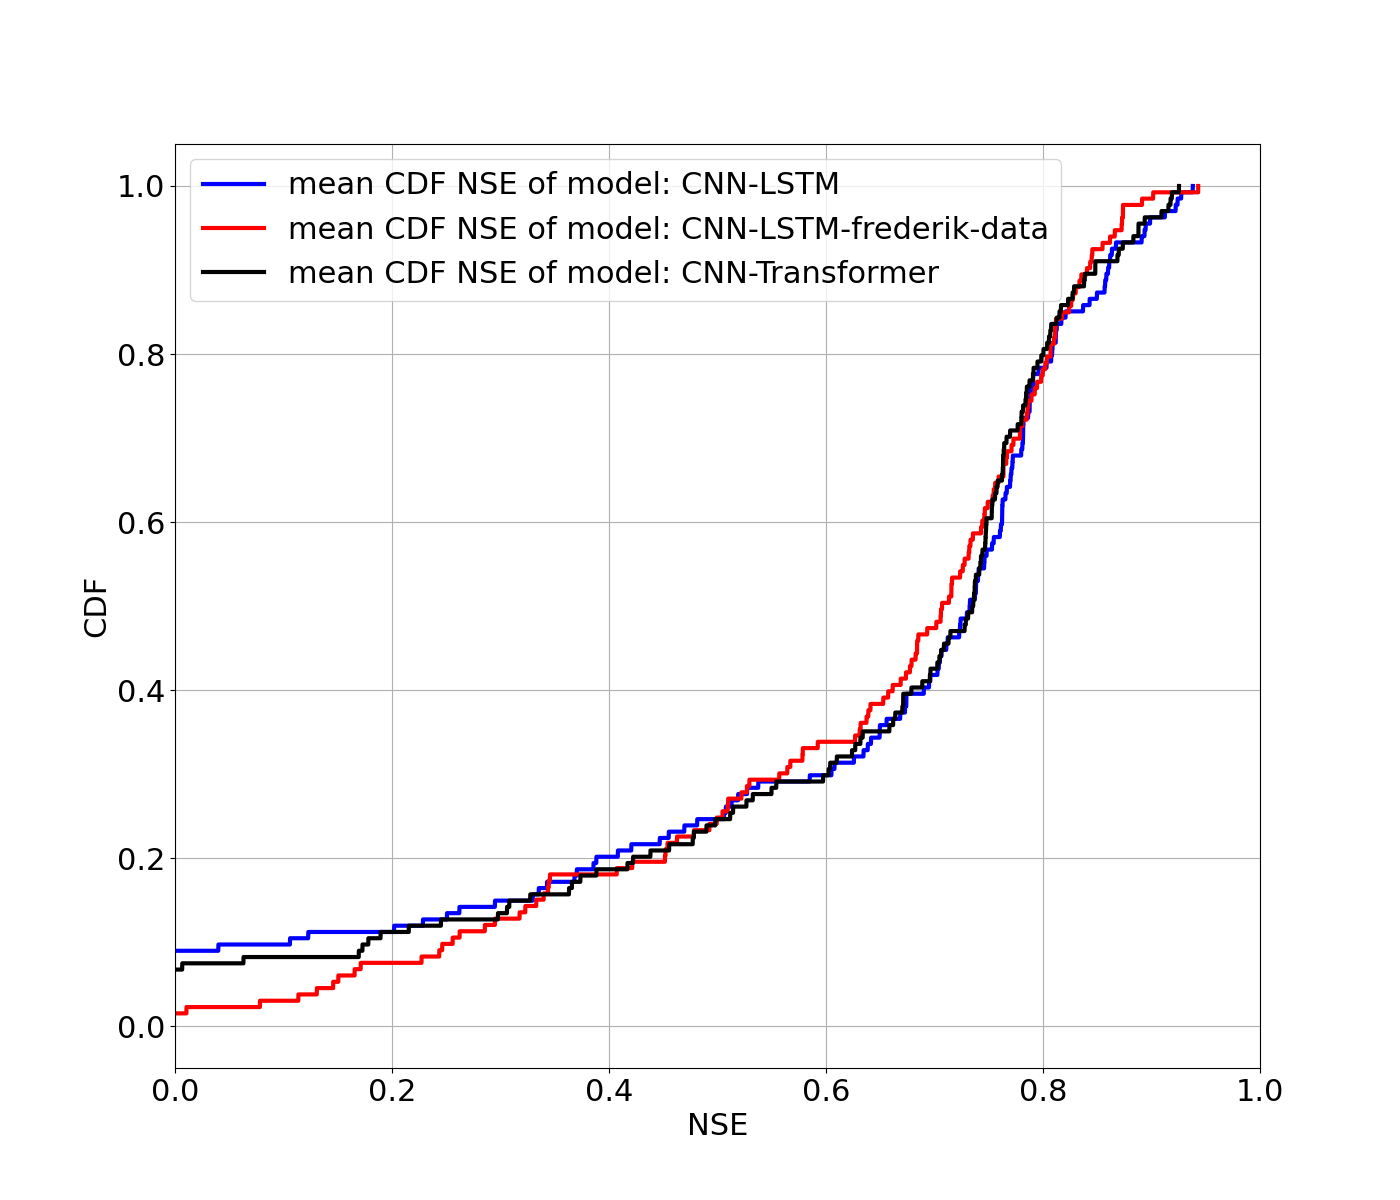 mean CDF NSE of model: CNN-LSTM
mean CDF NSE of model: CNN-LSTM-frederik-data
mean CDF NSE of model: CNN-Transformer
1.0
0.8
0.6
0.4
0.2
0.0
CDF
0.0 0.2 0.4 0.6 0.8 1.0
NSE